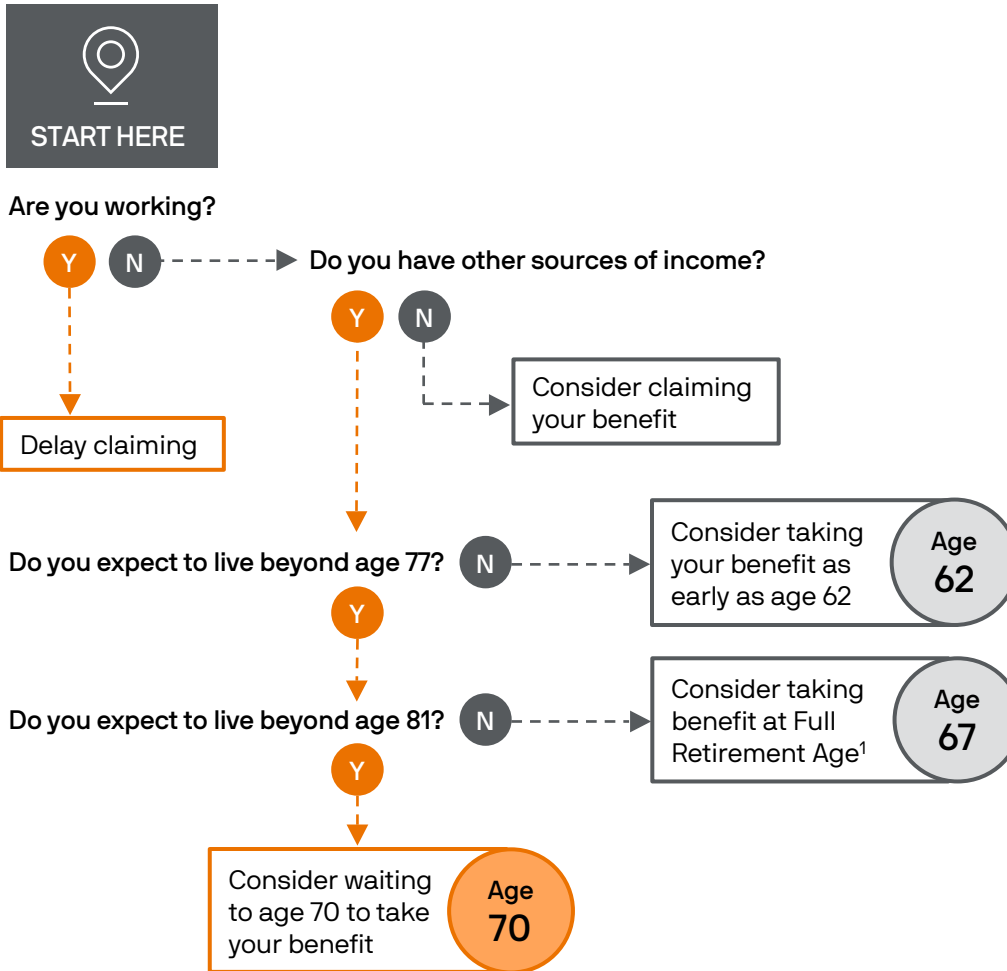 START HERE
Are you working?
Y N
Do you have other sources of income?
Y N
Consider claiming
your benefit
Delay claiming
Do you expect to live beyond age 77? N
Consider taking
your benefit as
early as age 62
Age
62
Y
Do you expect to live beyond age 81? N
Consider taking
benefit at Full
Retirement Age¹
Age
67
Y
Consider waiting
to age 70 to take
your benefit
Age
70